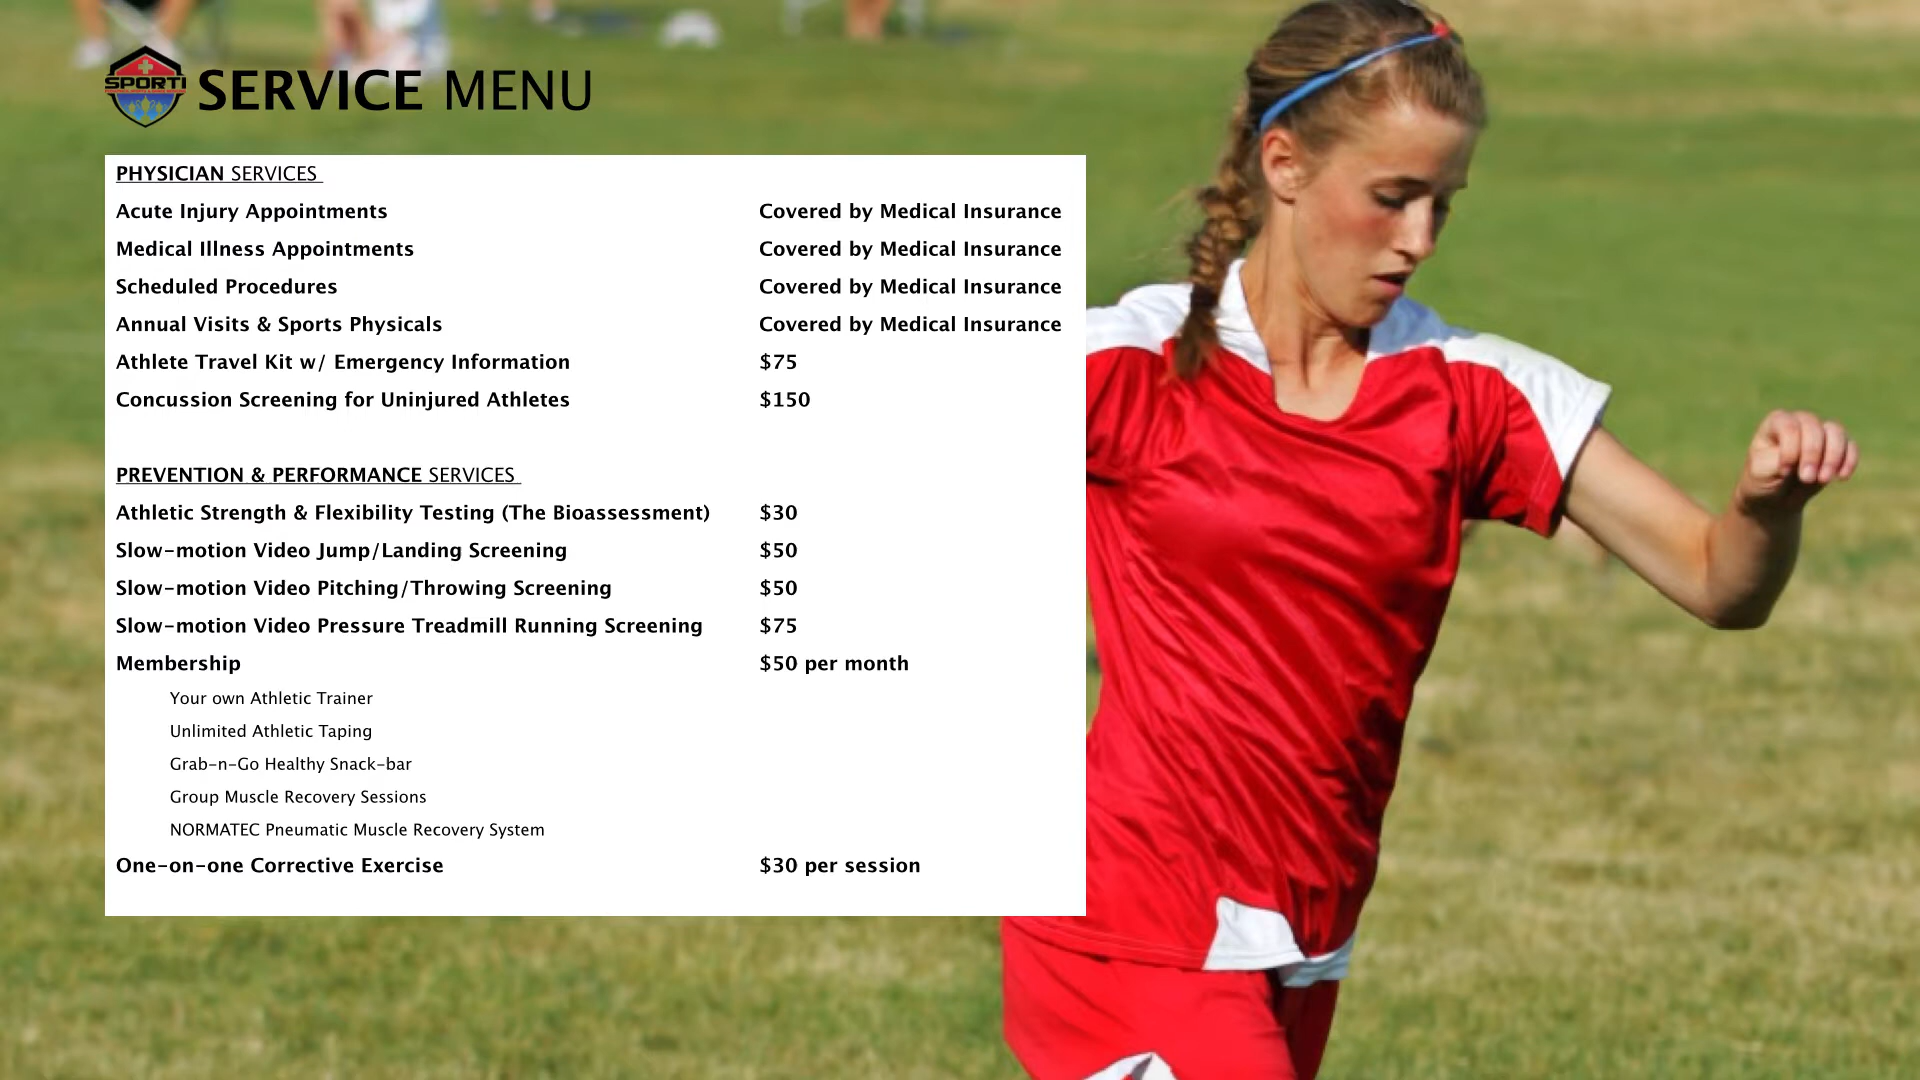 SPORTI
SERVICE MENU
PHYSICIAN SERVICES
Acute Injury Appointments Covered by Medical Insurance
Medical Illness Appointments Covered by Medical Insurance
Scheduled Procedures Covered by Medical Insurance
Annual Visits & Sports Physicals Covered by Medical Insurance
Athlete Travel Kit w/ Emergency Information $75
Concussion Screening for Uninjured Athletes $150
PREVENTION & PERFORMANCE SERVICES
Athletic Strength & Flexibility Testing (The Bioassessment) $30
Slow-motion Video Jump/Landing Screening $50
Slow-motion Video Pitching/Throwing Screening $50
Slow-motion Video Pressure Treadmill Running Screening $75
Membership $50 per month
Your own Athletic Trainer
Unlimited Athletic Taping
Grab-n-Go Healthy Snack-bar
Group Muscle Recovery Sessions
NORMATEC Pneumatic Muscle Recovery System
One-on-one Corrective Exercise $30 per session